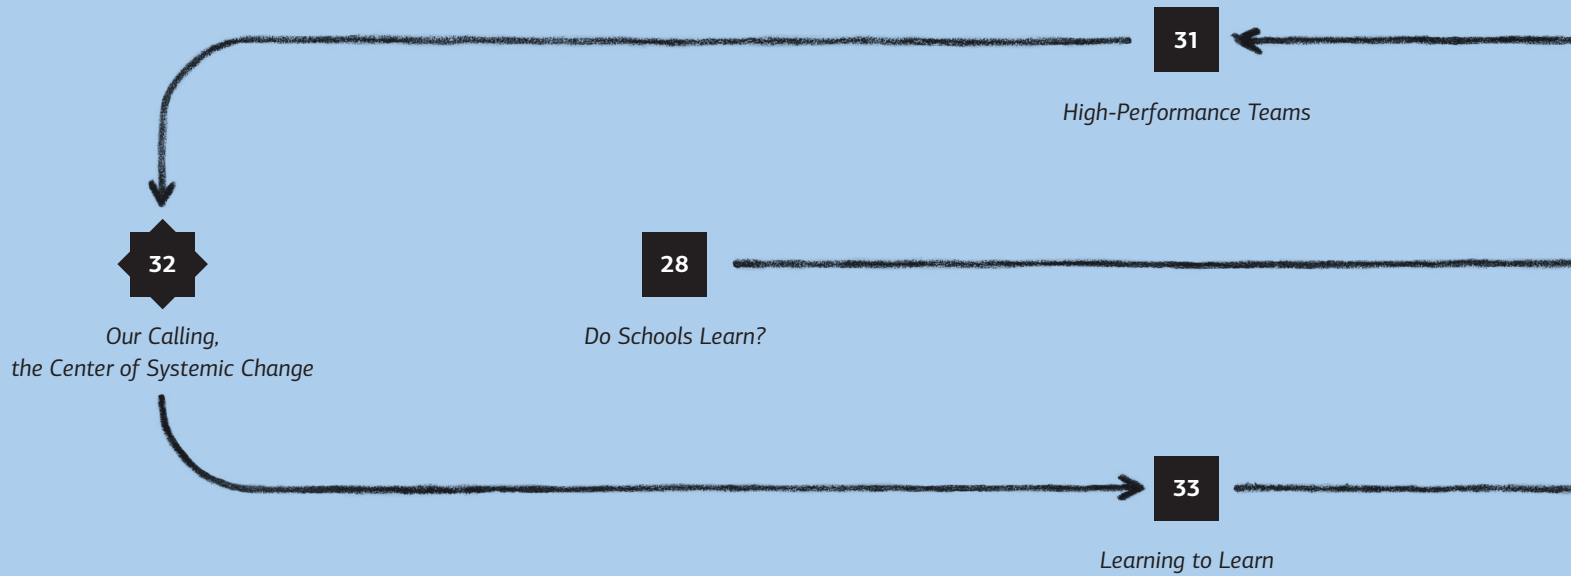 31
High-Performance Teams
32
Our Calling,
the Center of Systemic Change
28
Do Schools Learn?
33
Learning to Learn